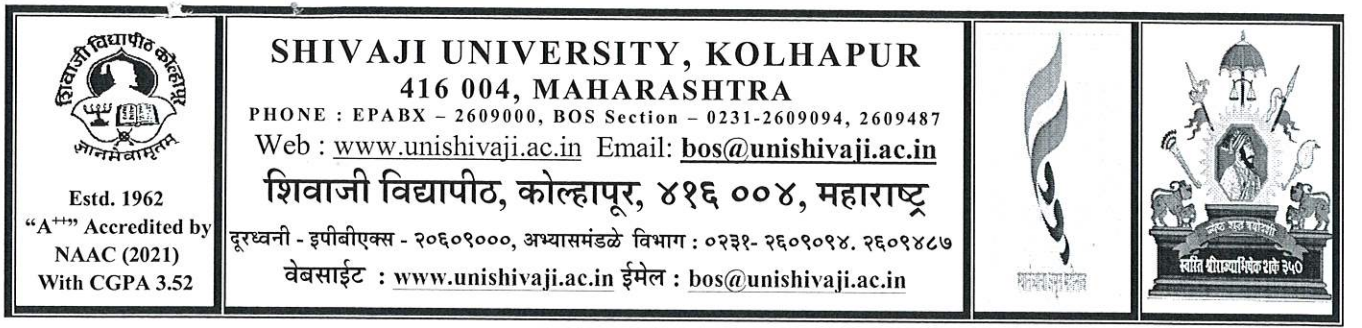 शिवाजी विद्यापीठ कोल्हापूर
ज्ञानमेवामृतम्
Estd. 1962
“A⁺⁺” Accredited by
NAAC (2021)
With CGPA 3.52
SHIVAJI UNIVERSITY, KOLHAPUR
416 004, MAHARASHTRA
PHONE : EPABX – 2609000, BOS Section – 0231-2609094, 2609487
Web : www.unishivaji.ac.in Email: bos@unishivaji.ac.in
शिवाजी विद्यापीठ, कोल्हापूर, ४१६ ००४, महाराष्ट्र
दूरध्वनी - इपीबीएक्स - २०६०९०००, अभ्यासमंडळे विभाग : ०२३१- २६०९०९४. २६०९४८७
वेबसाईट : www.unishivaji.ac.in ईमेल : bos@unishivaji.ac.in
स्वस्ति श्रीराज्याभिषेक शके ३५०